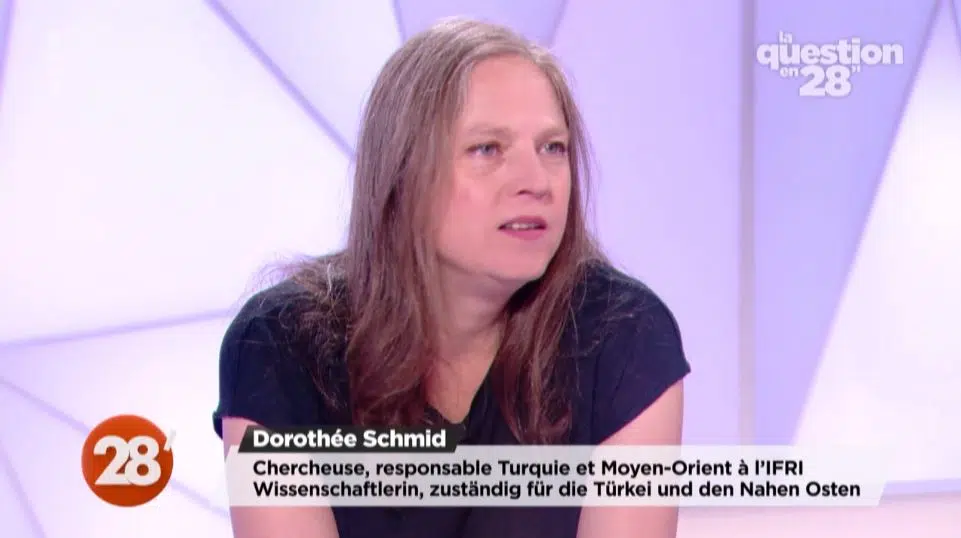 la
question
en 28"
28'
Dorothée Schmid
Chercheuse, responsable Turquie et Moyen-Orient à l'IFRI
Wissenschaftlerin, zuständig für die Türkei und den Nahen Osten